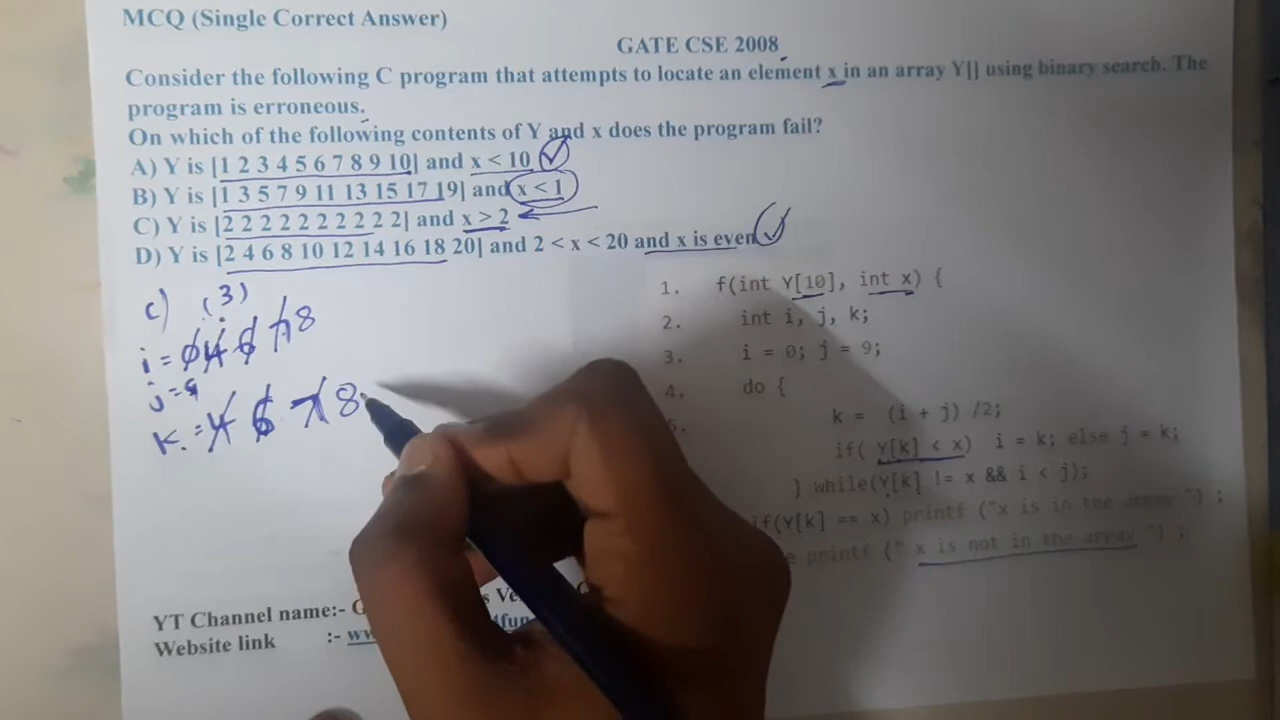 MCQ (Single Correct Answer)
GATE CSE 2008
Consider the following C program that attempts to locate an element x in an array Y[] using binary search. The
program is erroneous.
On which of the following contents of Y and x does the program fail?
A) Y is [1 2 3 4 5 6 7 8 9 10] and x < 10
B) Y is [1 3 5 7 9 11 13 15 17 19] and x < 1
C) Y is [2 2 2 2 2 2 2 2 2 2] and x > 2
D) Y is [2 4 6 8 10 12 14 16 18 20] and 2 < x < 20 and x is even
1. f(int Y[10], int x) {
2. int i, j, k;
3. i = 0; j = 9;
4. do {
k = (i + j) /2;
if( Y[k] < x) i = k; else j = k;
} while(Y[k] != x && i < j);
if(Y[k] == x) printf ("x is in the array ") ;
printf (" x is not in the array ") ;
c) (3)
i = 0 4 6 7 8
j = 9
k = 4 6 7 8
YT Channel name:- G
Website link :- ww